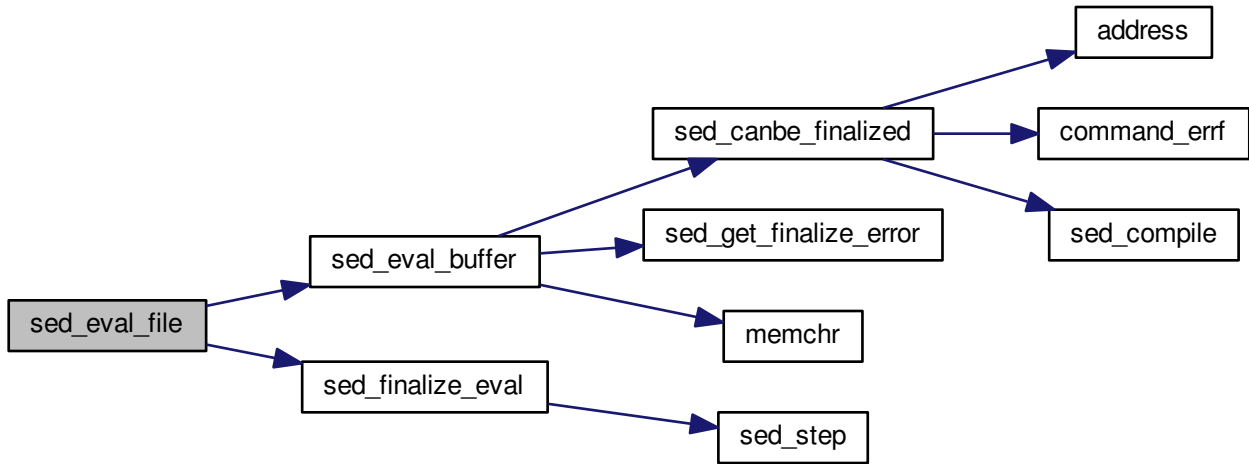 address
sed_canbe_finalized
command_errf
sed_get_finalize_error
sed_compile
sed_eval_buffer
sed_eval_file
memchr
sed_finalize_eval
sed_step